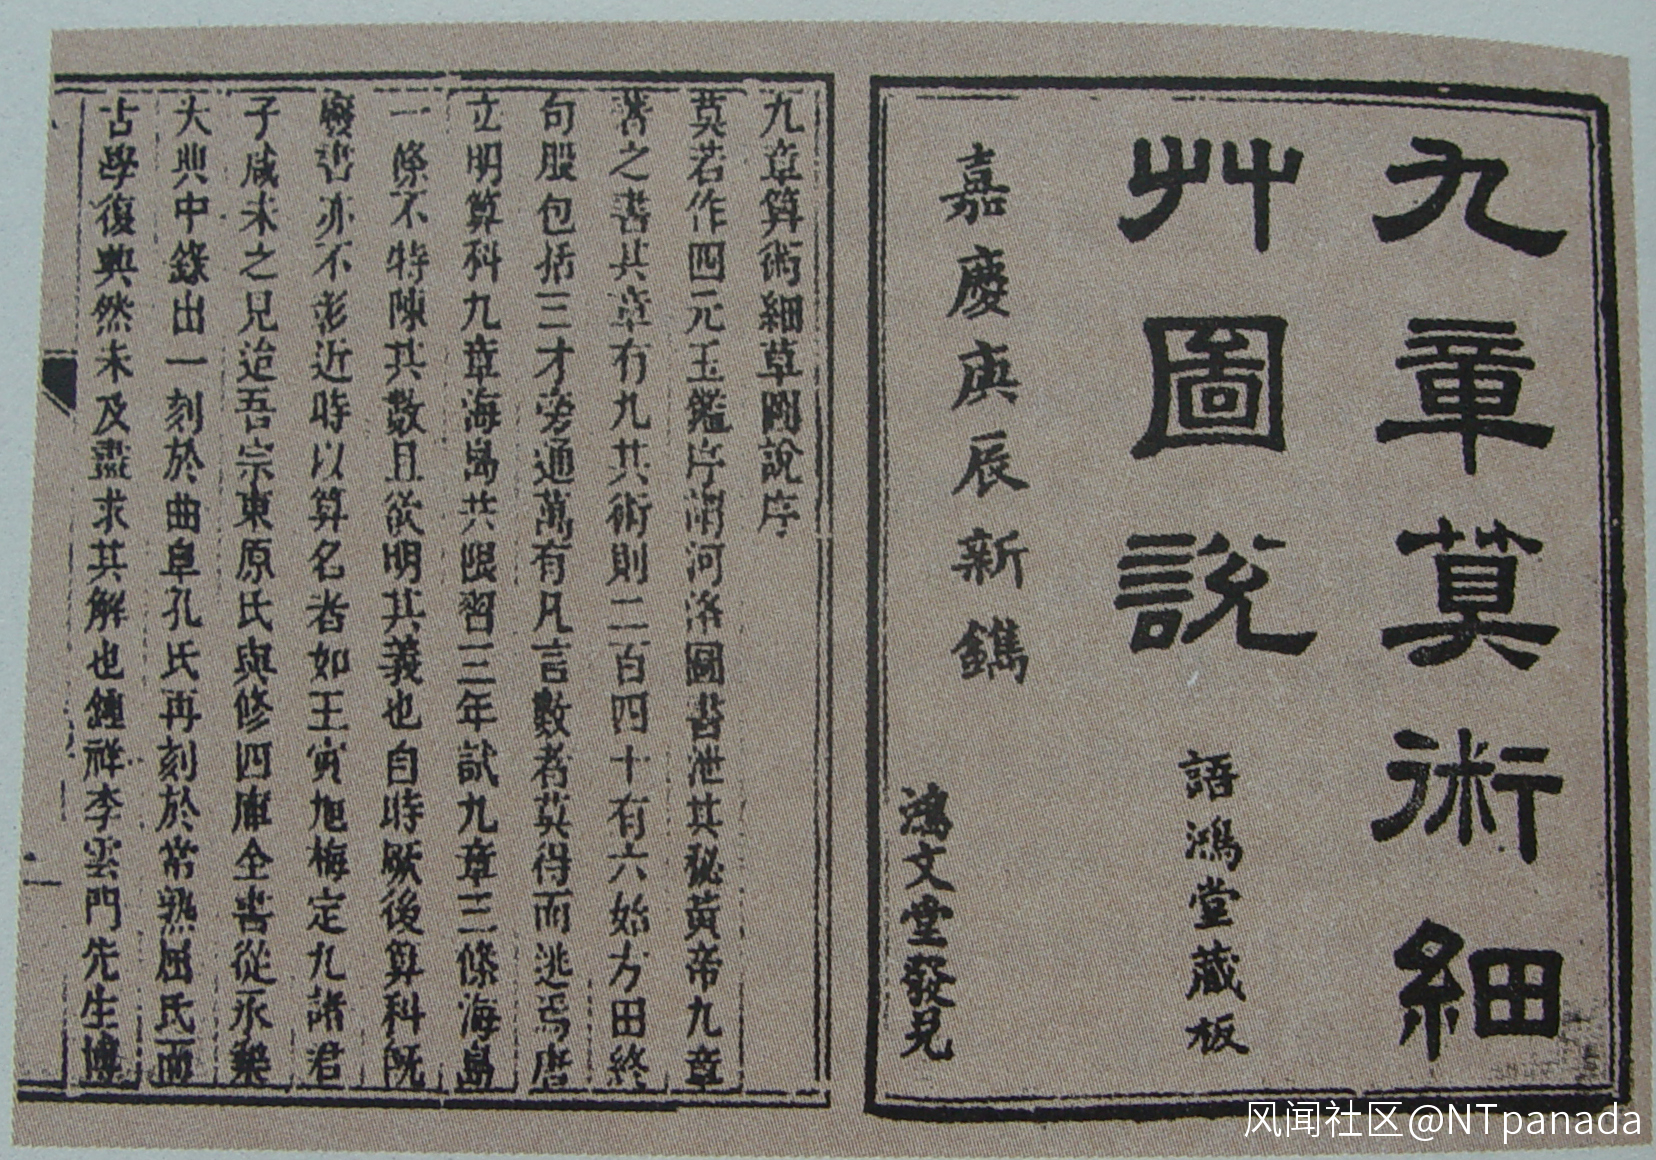 九章算術細
艸圖說
語鴻堂藏板
嘉慶庚辰新鐫
鴻文堂發兌
九章算術細草圖說序
莫若作四元玉鑑序謂河洛圖書泄其秘黃帝九章
著之書其章有九其術則二百四十有六始方田終
句股包括三才旁通萬有凡言數者莫得而逃焉唐
立明算科九章海島共限習三年試九章三條海島
一條不特陳其數且欲明其義也自時厥後算科既
廢書亦不彰近時以算名者如王寅旭梅定九諸君
子咸未之見迨吾宗東原氏與修四庫全書從永樂
大典中錄出一刻於曲阜孔氏再刻於常熟屈氏而
古學復興然未及盡求其解也鍾祥李雲門先生博
风闻社区@NTpanada